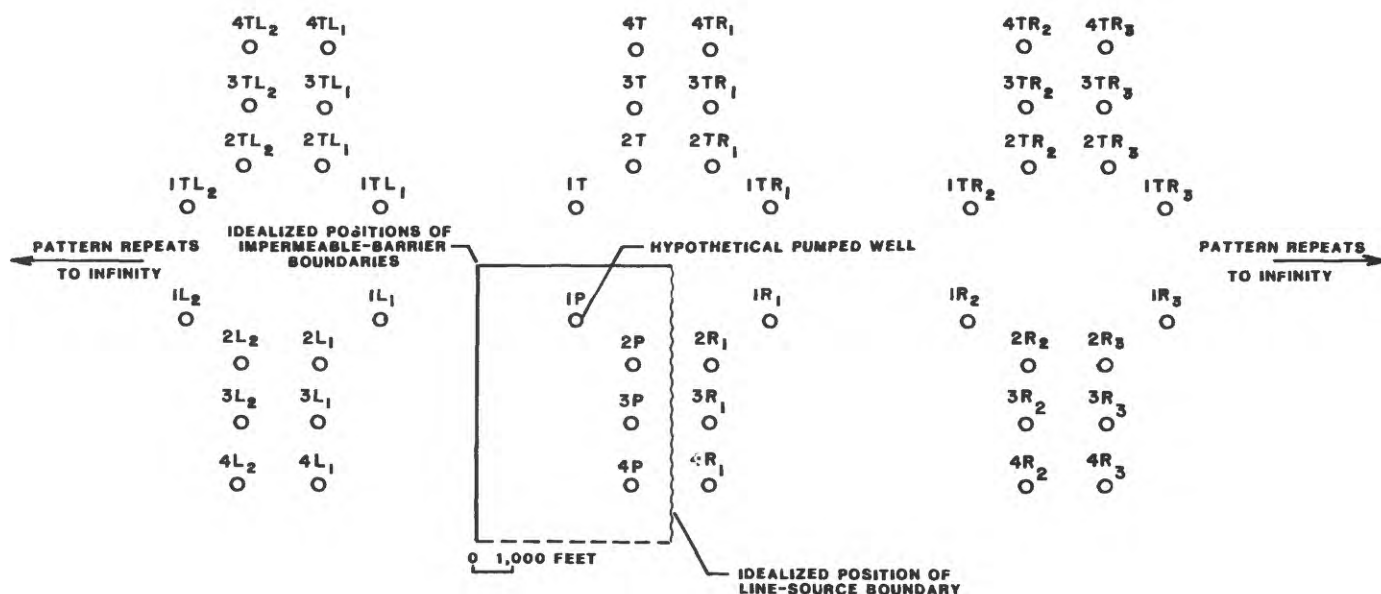 4TL₂ 4TL₁ 4T 4TR₁ 4TR₂ 4TR₃
3TL₂ 3TL₁ 3T 3TR₁ 3TR₂ 3TR₃
2TL₂ 2TL₁ 2T 2TR₁ 2TR₂ 2TR₃
1TL₂ 1TL₁ 1T 1TR₁ 1TR₂ 1TR₃
PATTERN REPEATS
TO INFINITY
IDEALIZED POSITIONS OF
IMPERMEABLE-BARRIER
BOUNDARIES
HYPOTHETICAL PUMPED WELL
PATTERN REPEATS
TO INFINITY
1L₂ 1L₁ 1P 1R₁ 1R₂ 1R₃
2L₂ 2L₁ 2P 2R₁ 2R₂ 2R₃
3L₂ 3L₁ 3P 3R₁ 3R₂ 3R₃
4L₂ 4L₁ 4P 4R₁ 4R₂ 4R₃
0 1,000 FEET
IDEALIZED POSITION OF
LINE-SOURCE BOUNDARY